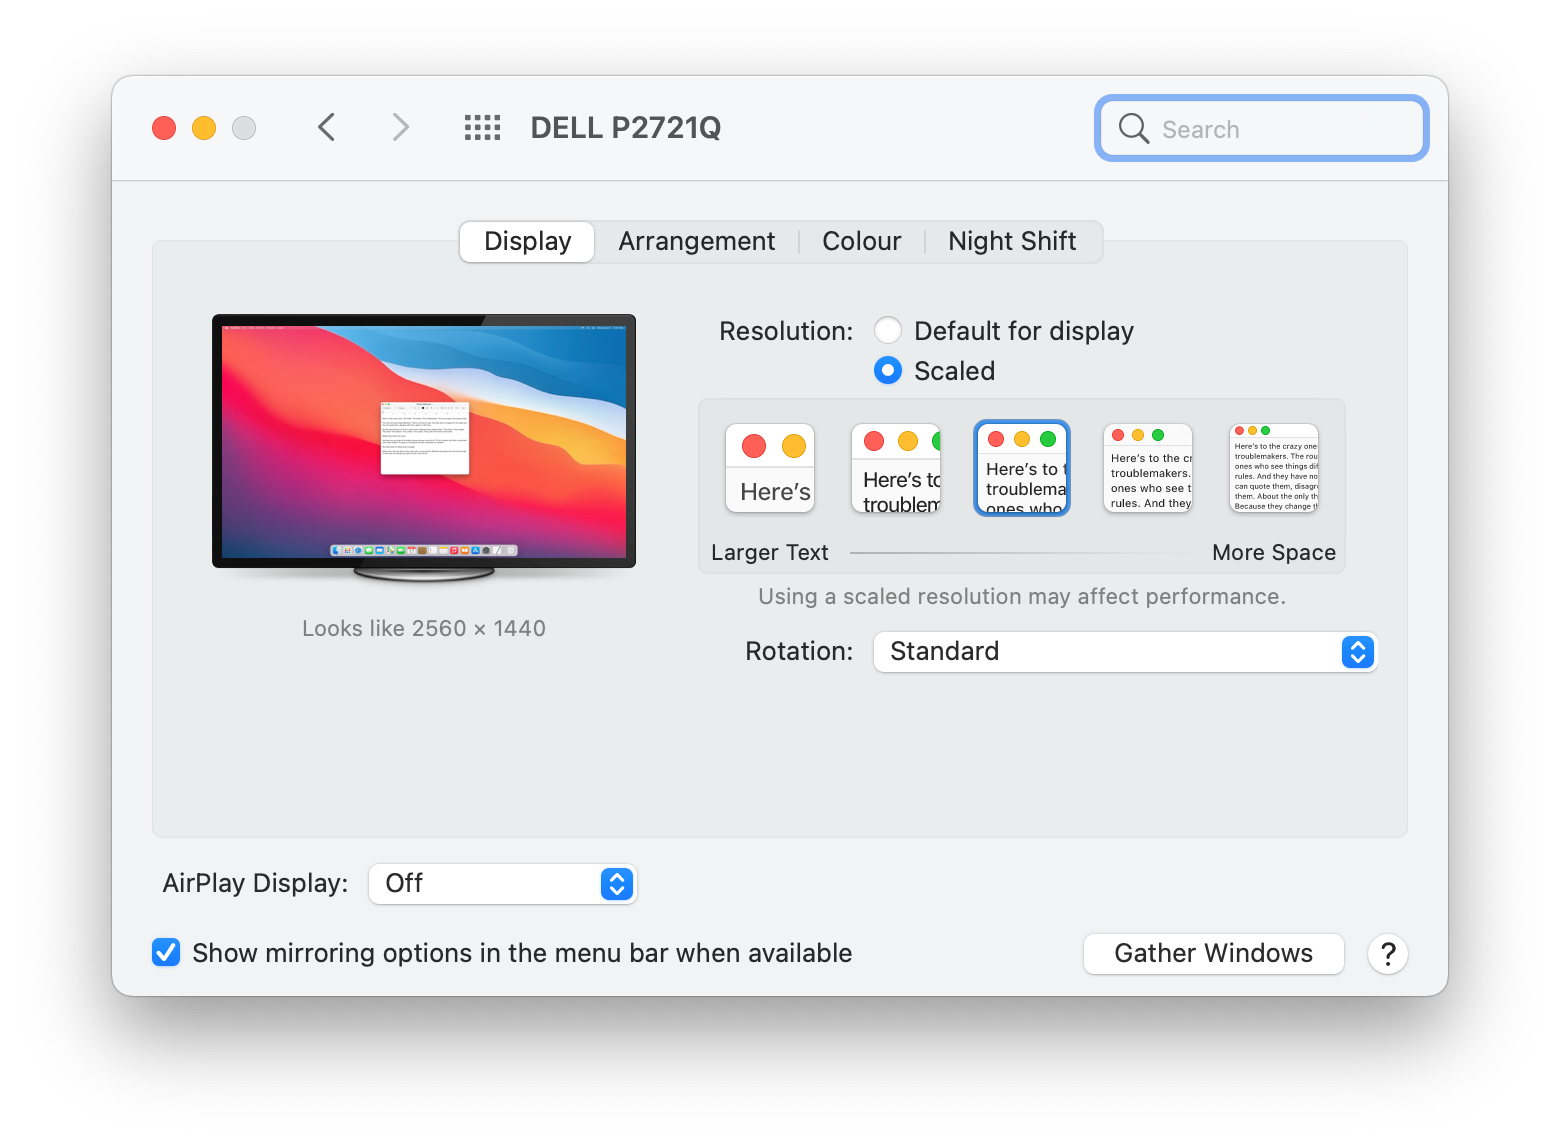 DELL P2721Q
Search
Display
Arrangement
Colour
Night Shift
Resolution:
Default for display
Scaled
Here's
Here's to
troublem
Here's to t
troublema
ones who
Here's to the cr
troublemakers.
ones who see t
rules. And they
Here's to the crazy one
troublemakers. The rou
ones who see things dif
rules. And they have no
can quote them, disagr
them. About the only th
Because they change t
Larger Text
More Space
Using a scaled resolution may affect performance.
Looks like 2560 × 1440
Rotation:
Standard
AirPlay Display:
Off
Show mirroring options in the menu bar when available
Gather Windows
?